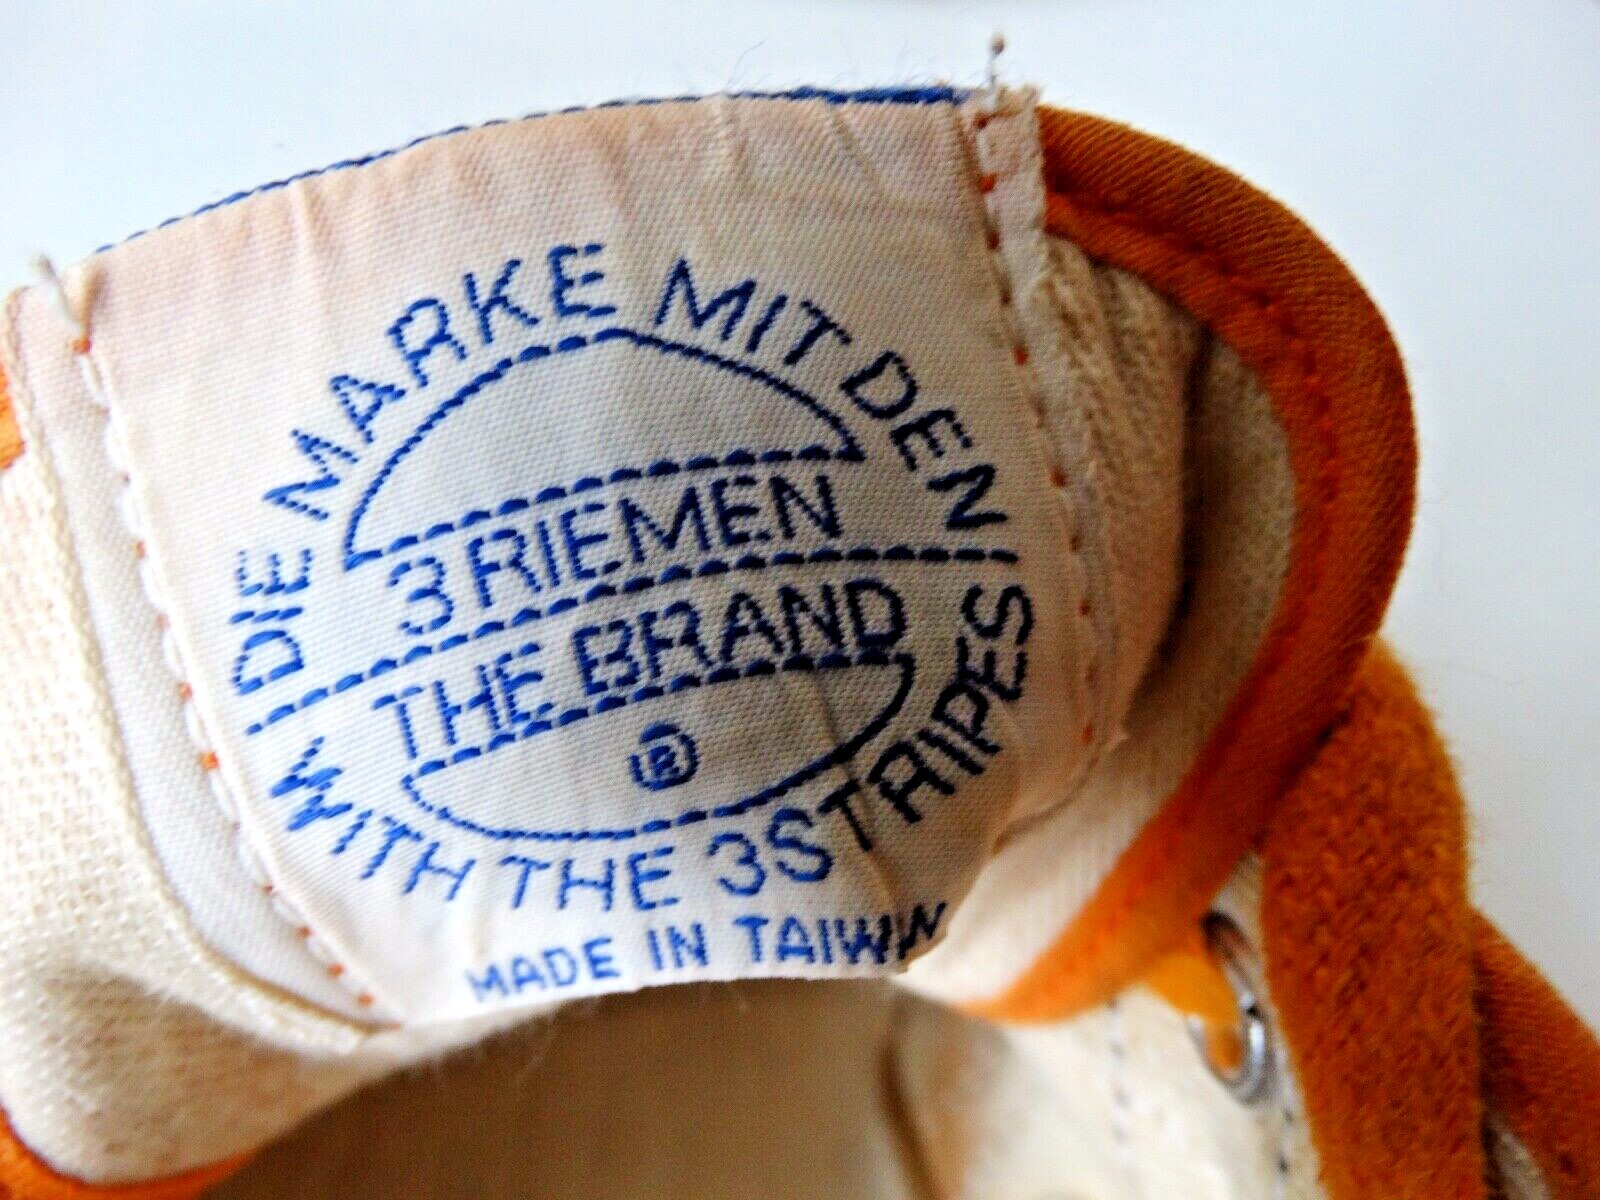 DIE MARKE MIT DEN
3 RIEMEN
THE BRAND
®
WITH THE 3 STRIPES
MADE IN TAIWAN